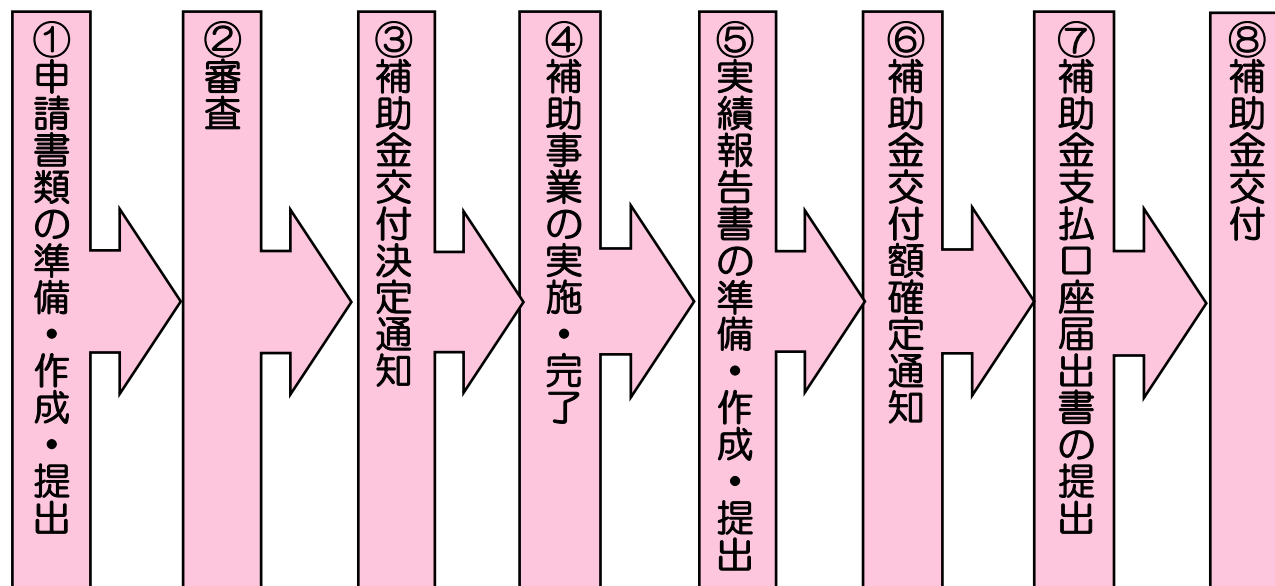 ①申請書類の準備・作成・提出
②審査
③補助金交付決定通知
④補助事業の実施・完了
⑤実績報告書の準備・作成・提出
⑥補助金交付額確定通知
⑦補助金支払口座届出書の提出
⑧補助金交付